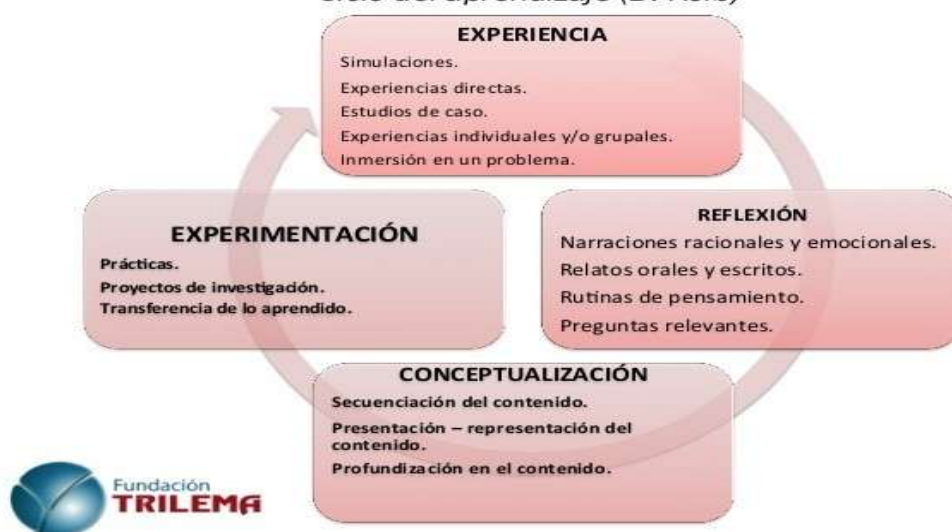 EXPERIENCIA
Simulaciones.
Experiencias directas.
Estudios de caso.
Experiencias individuales y/o grupales.
Inmersión en un problema.
REFLEXIÓN
Narraciones racionales y emocionales.
Relatos orales y escritos.
Rutinas de pensamiento.
Preguntas relevantes.
CONCEPTUALIZACIÓN
Secuenciación del contenido.
Presentación – representación del
contenido.
Profundización en el contenido.
EXPERIMENTACIÓN
Prácticas.
Proyectos de investigación.
Transferencia de lo aprendido.
Fundación
TRILEMA